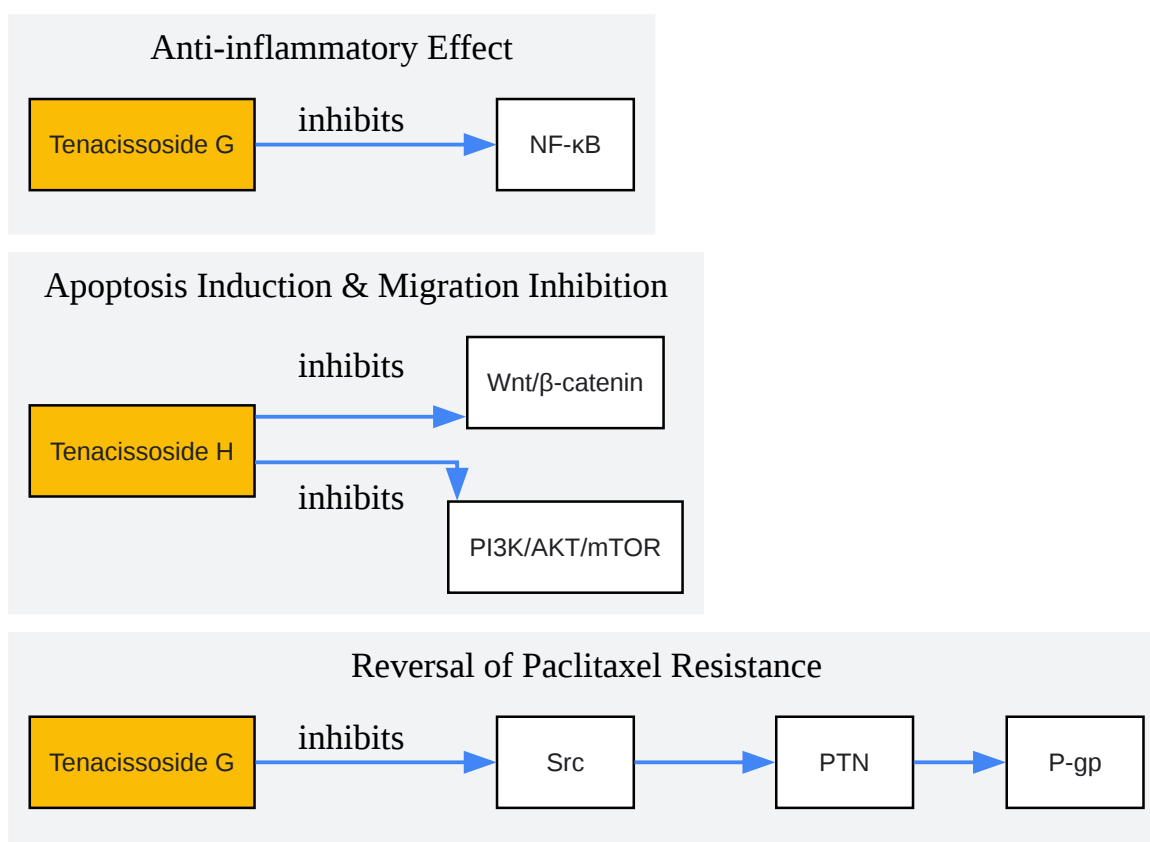 Anti-inflammatory Effect
Tenacissoside G
inhibits
NF-κB
Apoptosis Induction & Migration Inhibition
inhibits
Wnt/β-catenin
Tenacissoside H
inhibits
PI3K/AKT/mTOR
Reversal of Paclitaxel Resistance
Tenacissoside G
inhibits
Src
PTN
P-gp